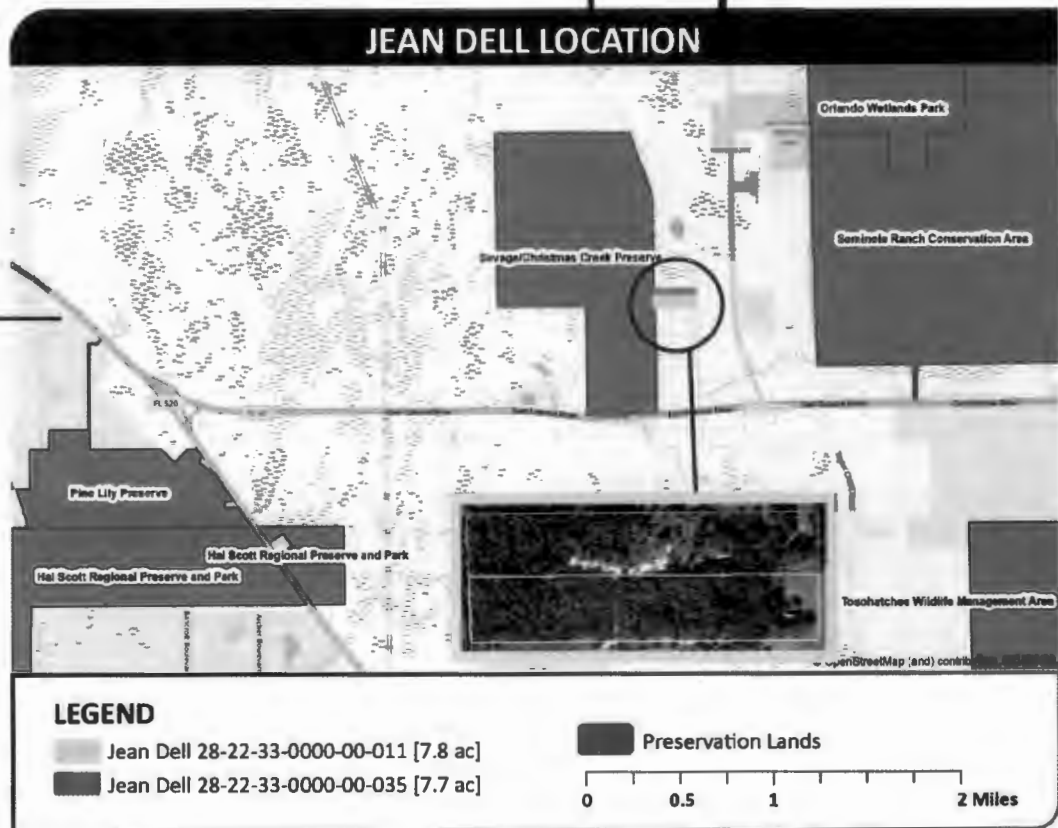 JEAN DELL LOCATION
Orlando Wetlands Park
Seminole Ranch Conservation Area
Savage/Christmas Creek Preserve
FL 520
Pine Lily Preserve
Hal Scott Regional Preserve and Park
Hal Scott Regional Preserve and Park
Tosohatchee Wildlife Management Area
© OpenStreetMap (and)
LEGEND
Jean Dell 28-22-33-0000-00-011 [7.8 ac]
Jean Dell 28-22-33-0000-00-035 [7.7 ac]
Preservation Lands
0 0.5 1 2 Miles